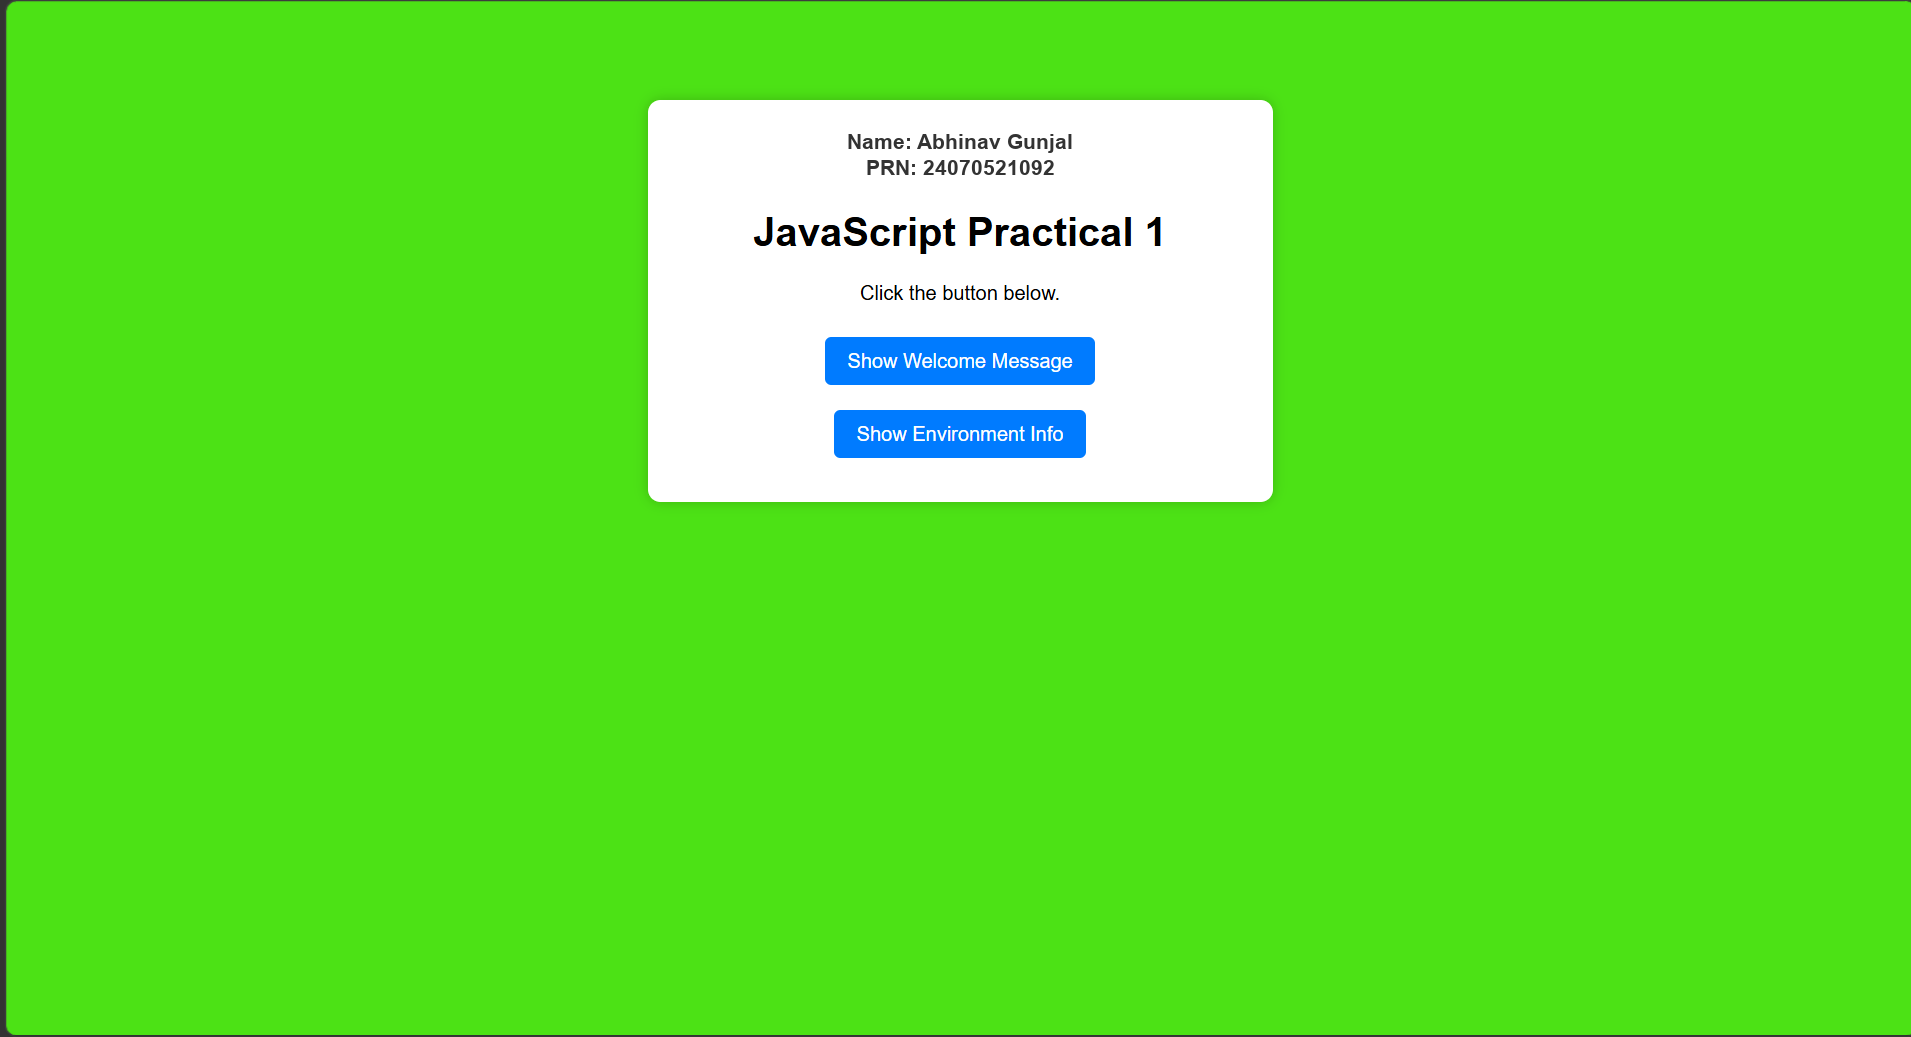 Name: Abhinav Gunjal
PRN: 24070521092
JavaScript Practical 1
Click the button below.
Show Welcome Message
Show Environment Info